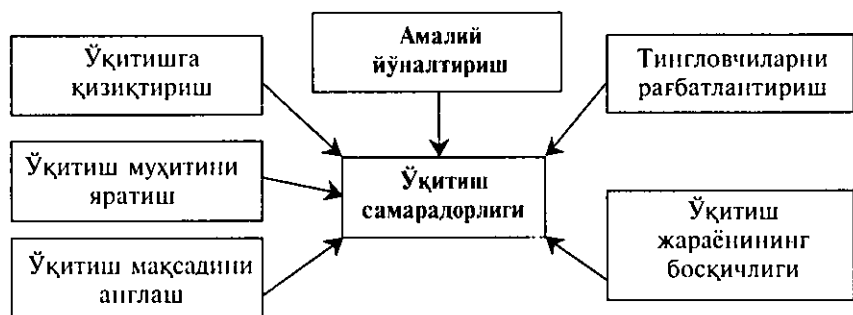 Ўқитишга
қизиқтириш
Амалий
йўналтириш
Тингловчиларни
рағбатлантириш
Ўқитиш муҳитини
яратиш
Ўқитиш
самарадорлиги
Ўқитиш
жараёнининг
босқичлиги
Ўқитиш мақсадини
англаш